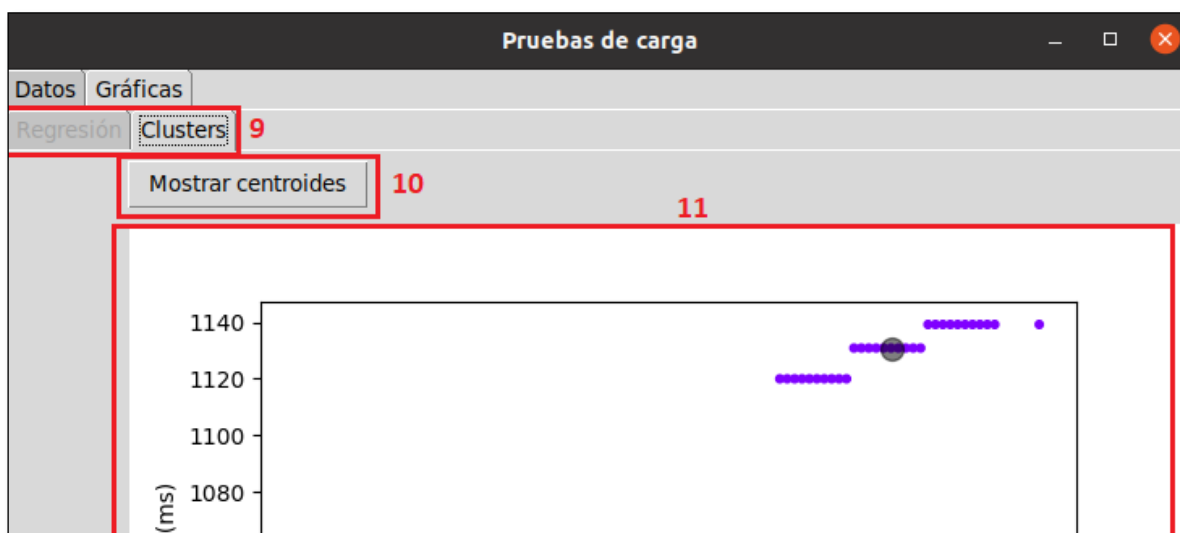 Pruebas de carga
Datos Gráficas
Regresión Clusters 9
Mostrar centroides 10
11
1140
1120
1100
1080
(ms)